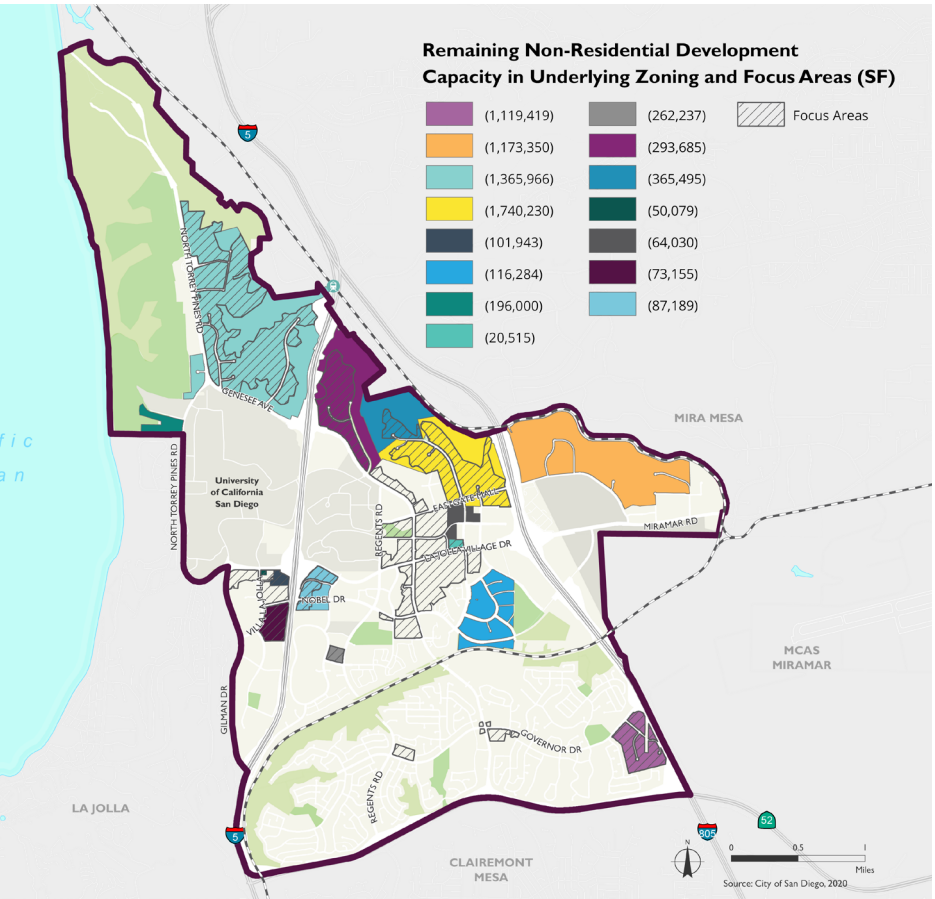 Remaining Non-Residential Development
Capacity in Underlying Zoning and Focus Areas (SF)
(1,119,419)
(1,173,350)
(1,365,966)
(1,740,230)
(101,943)
(116,284)
(196,000)
(20,515)
(262,237)
(293,685)
(365,495)
(50,079)
(64,030)
(73,155)
(87,189)
Focus Areas
5
NORTH TORREY PINES RD
GENESEE AVE
MIRA MESA
fic
an
NORTH TORREY PINES RD
University
of California
San Diego
REGENTS RD
EASTGATE MALL
MIRAMAR RD
LA JOLLA VILLAGE DR
VILLA LA JOLL
NOBEL DR
MCAS
MIRAMAR
GILMAN DR
GOVERNOR DR
REGENTS RD
LA JOLLA
5
CLAIREMONT
MESA
805
52
N
0 0.5 1
Miles
Source: City of San Diego, 2020